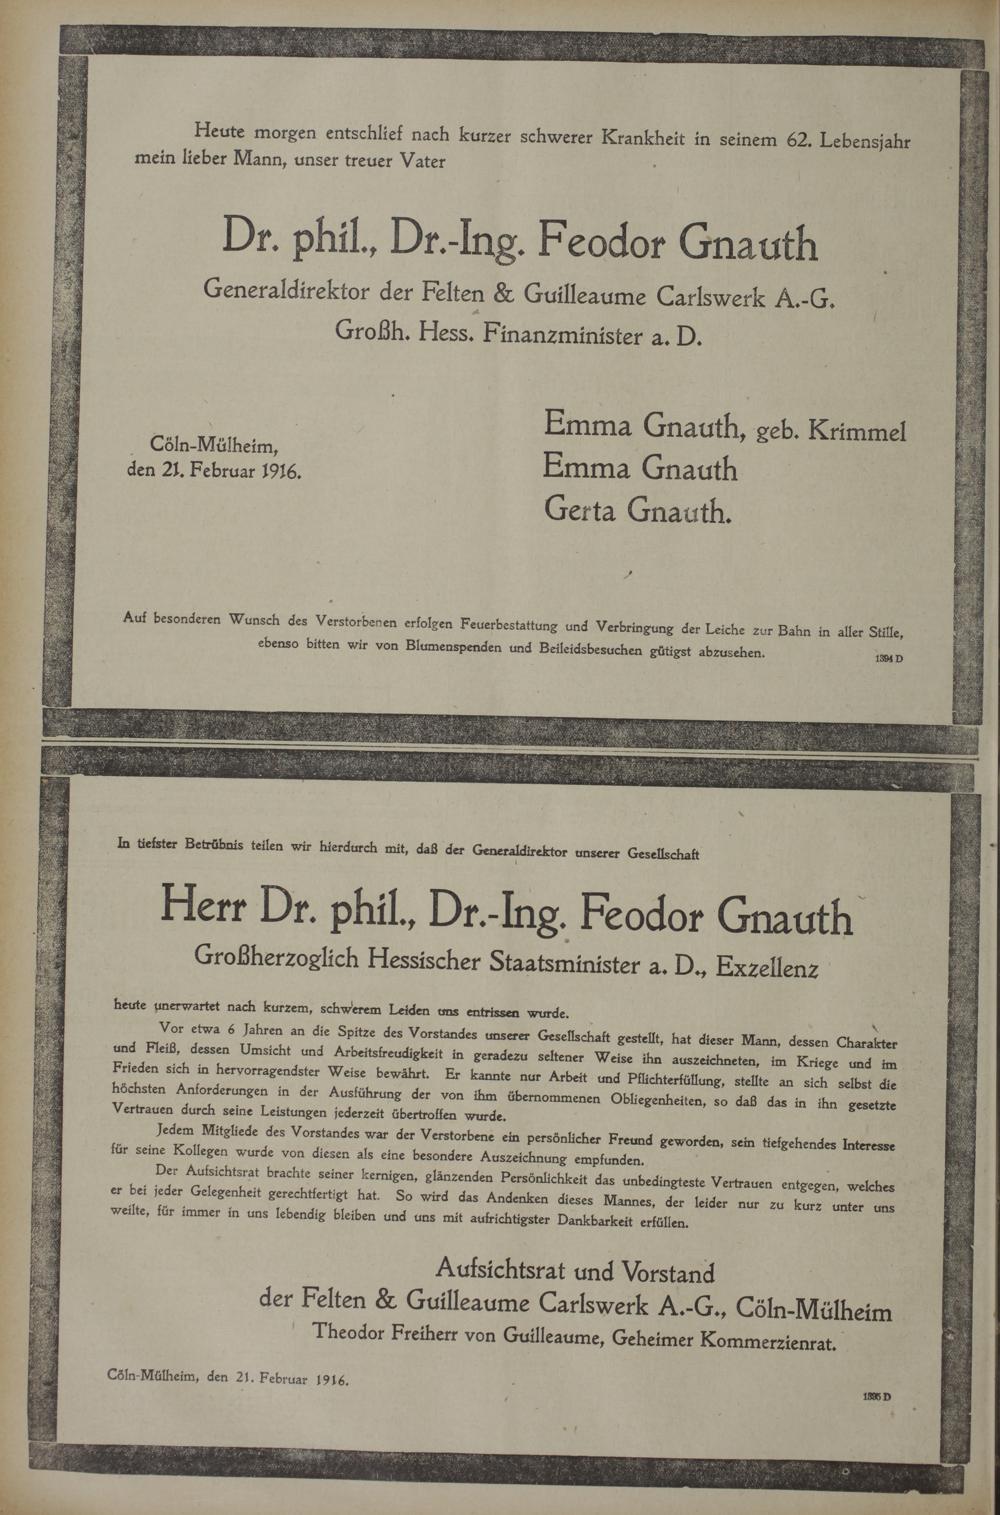 Heute morgen entschlief nach kurzer schwerer Krankheit in seinem 62. Lebensjahr
mein lieber Mann, unser treuer Vater
Dr. phil., Dr.-Ing. Feodor Gnauth
Generaldirektor der Felten & Guilleaume Carlswerk A.-G.
Großh. Hess. Finanzminister a. D.
Cöln-Mülheim,
den 21. Februar 1916.
Emma Gnauth, geb. Krimmel
Emma Gnauth
Gerta Gnauth.
Auf besonderen Wunsch des Verstorbenen erfolgen Feuerbestattung und Verbringung der Leiche zur Bahn in aller Stille,
ebenso bitten wir von Blumenspenden und Beileidsbesuchen gütigst abzusehen.
1394 D
In tiefster Betrübnis teilen wir hierdurch mit, daß der Generaldirektor unserer Gesellschaft
Herr Dr. phil., Dr.-Ing. Feodor Gnauth
Großherzoglich Hessischer Staatsminister a. D., Exzellenz
heute unerwartet nach kurzem, schwerem Leiden uns entrissen wurde.
Vor etwa 6 Jahren an die Spitze des Vorstandes unserer Gesellschaft gestellt, hat dieser Mann, dessen Charakter
und Fleiß, dessen Umsicht und Arbeitsfreudigkeit in geradezu seltener Weise ihn auszeichneten, im Kriege und im
Frieden sich in hervorragendster Weise bewährt. Er kannte nur Arbeit und Pflichterfüllung, stellte an sich selbst die
höchsten Anforderungen in der Ausführung der von ihm übernommenen Obliegenheiten, so daß das in ihn gesetzte
Vertrauen durch seine Leistungen jederzeit übertroffen wurde.
Jedem Mitgliede des Vorstandes war der Verstorbene ein persönlicher Freund geworden, sein tiefgehendes Interesse
für seine Kollegen wurde von diesen als eine besondere Auszeichnung empfunden.
Der Aufsichtsrat brachte seiner kernigen, glänzenden Persönlichkeit das unbedingteste Vertrauen entgegen, welches
er bei jeder Gelegenheit gerechtfertigt hat. So wird das Andenken dieses Mannes, der leider nur zu kurz unter uns
weilte, für immer in uns lebendig bleiben und uns mit aufrichtigster Dankbarkeit erfüllen.
Aufsichtsrat und Vorstand
der Felten & Guilleaume Carlswerk A.-G., Cöln-Mülheim
Theodor Freiherr von Guilleaume, Geheimer Kommerzienrat.
Cöln-Mülheim, den 21. Februar 1916.
1395 D